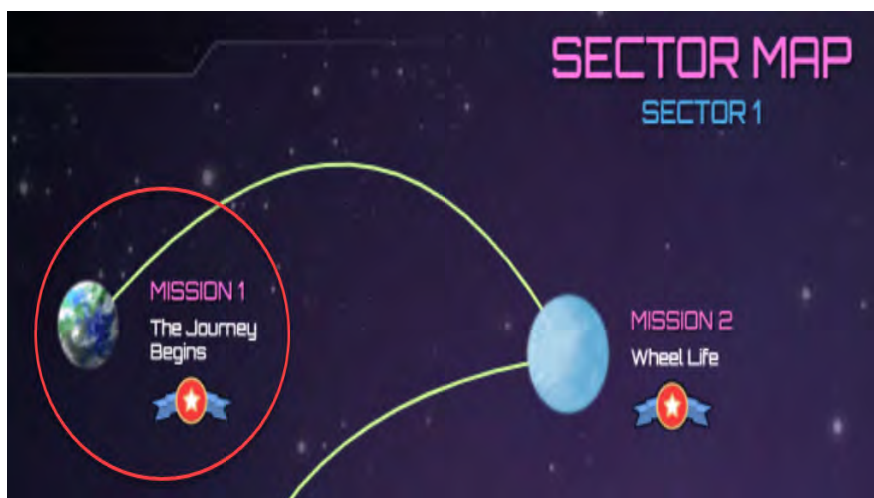 SECTOR MAP
SECTOR 1
MISSION 1
The Journey
Begins
MISSION 2
Wheel Life